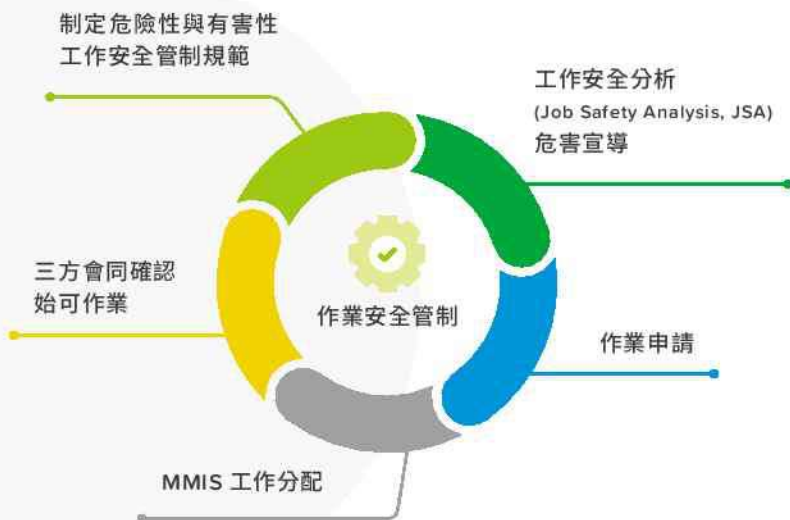 制定危險性與有害性
工作安全管制規範
工作安全分析
(Job Safety Analysis, JSA)
危害宣導
三方會同確認
始可作業
作業安全管制
作業申請
MMIS 工作分配